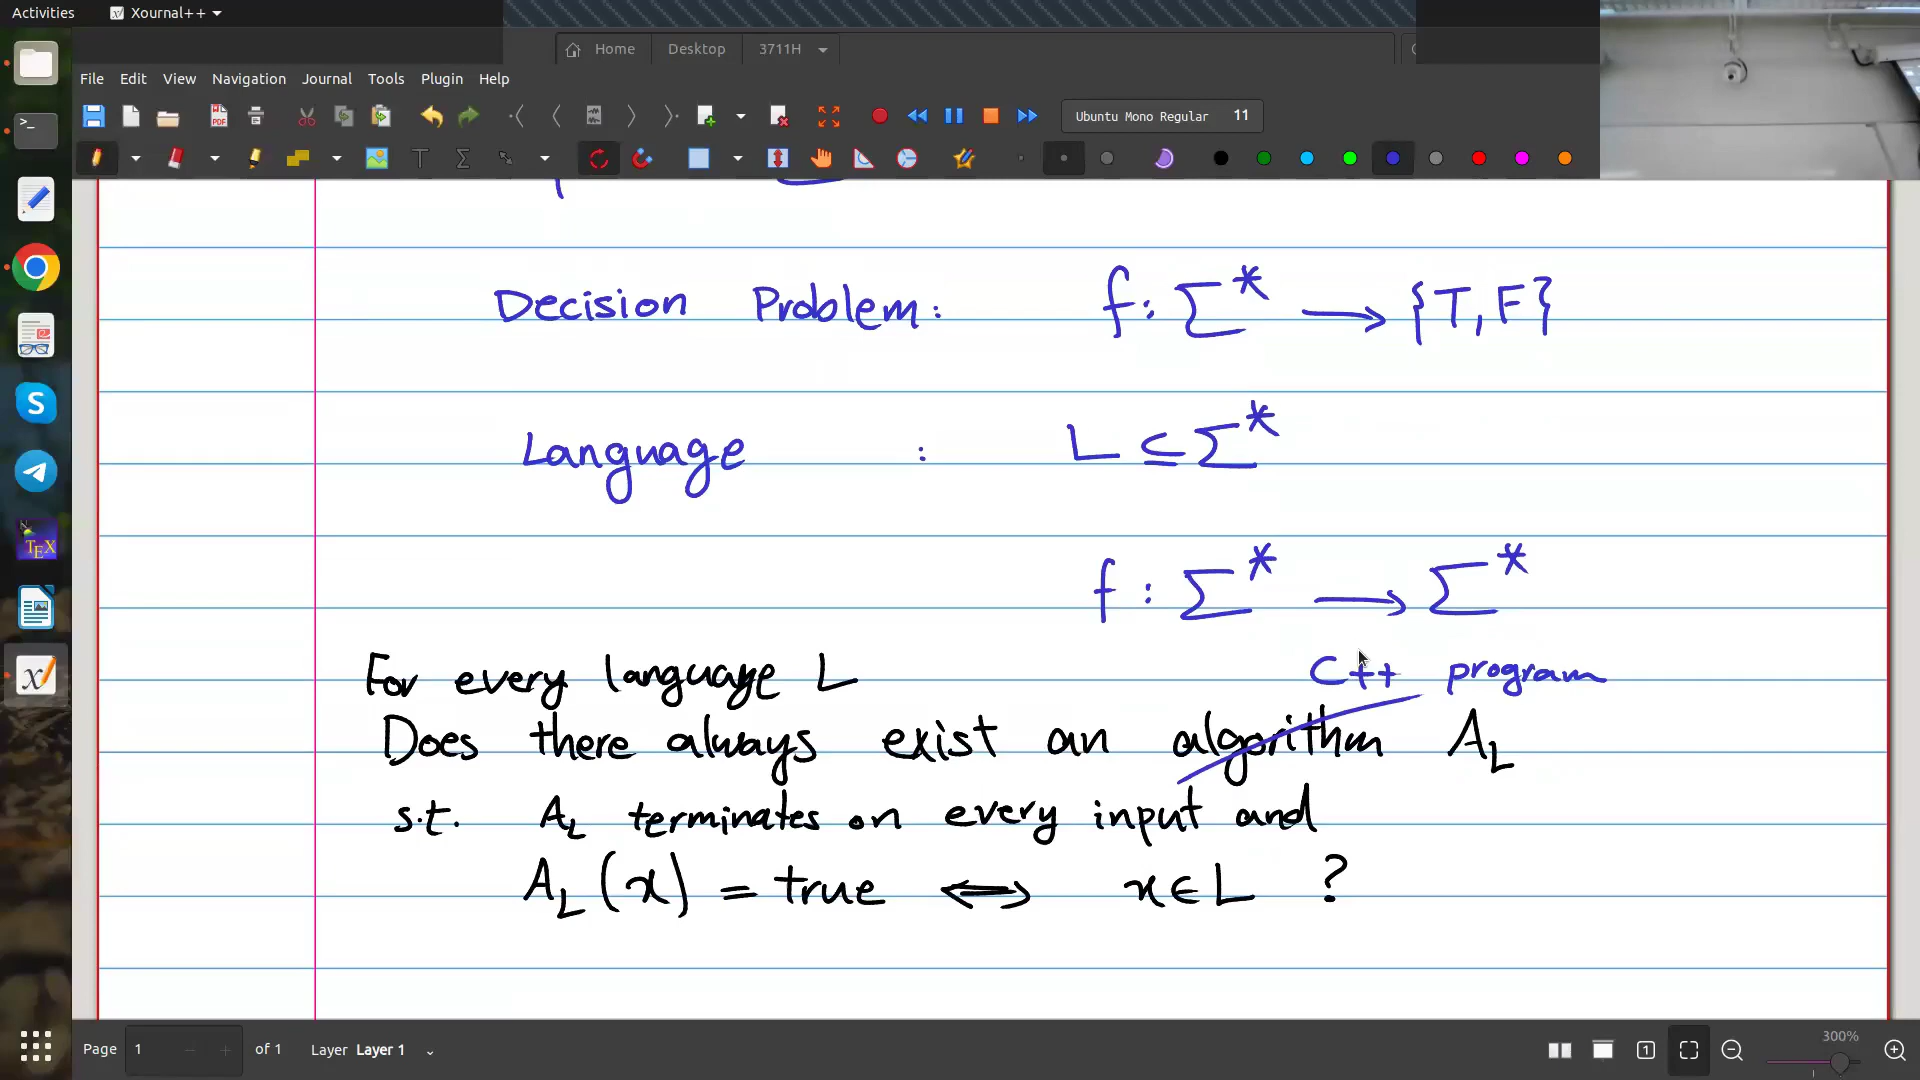 Activities Xournal++
Home Desktop 3711H
File Edit View Navigation Journal Tools Plugin Help
Ubuntu Mono Regular 11
Decision Problem: f: Σ* → {T, F}
Language : L ⊆ Σ*
f : Σ* → Σ*
For every language L C++ program
Does there always exist an algorithm A_L
s.t. A_L terminates on every input and
A_L (x) = true ⟺ x ∈ L ?
Page 1 of 1 Layer Layer 1 300%